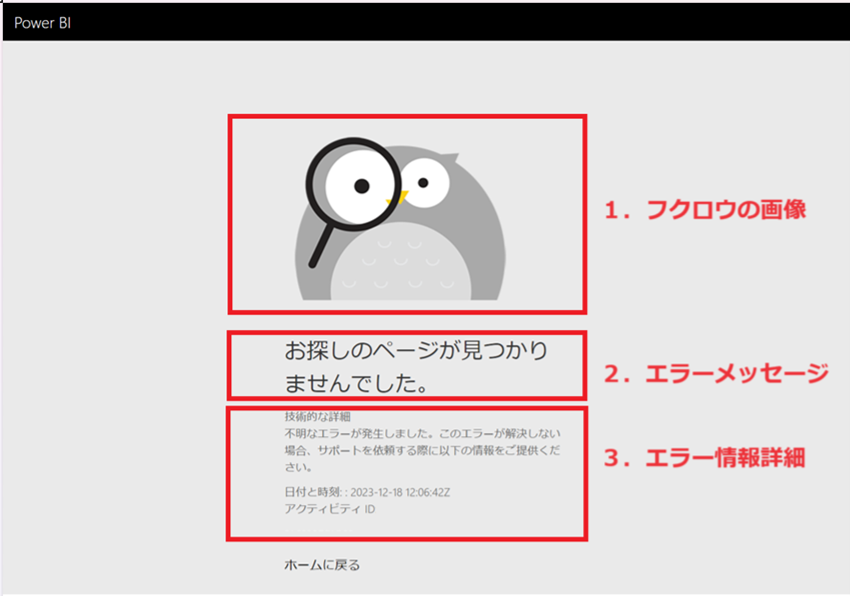 Power BI
1．フクロウの画像
お探しのページが見つかり
ませんでした。
2．エラーメッセージ
技術的な詳細
不明なエラーが発生しました。このエラーが解決しない
場合、サポートを依頼する際に以下の情報をご提供くだ
さい。
3．エラー情報詳細
日付と時刻: : 2023-12-18 12:06:42Z
アクティビティ ID
ホームに戻る